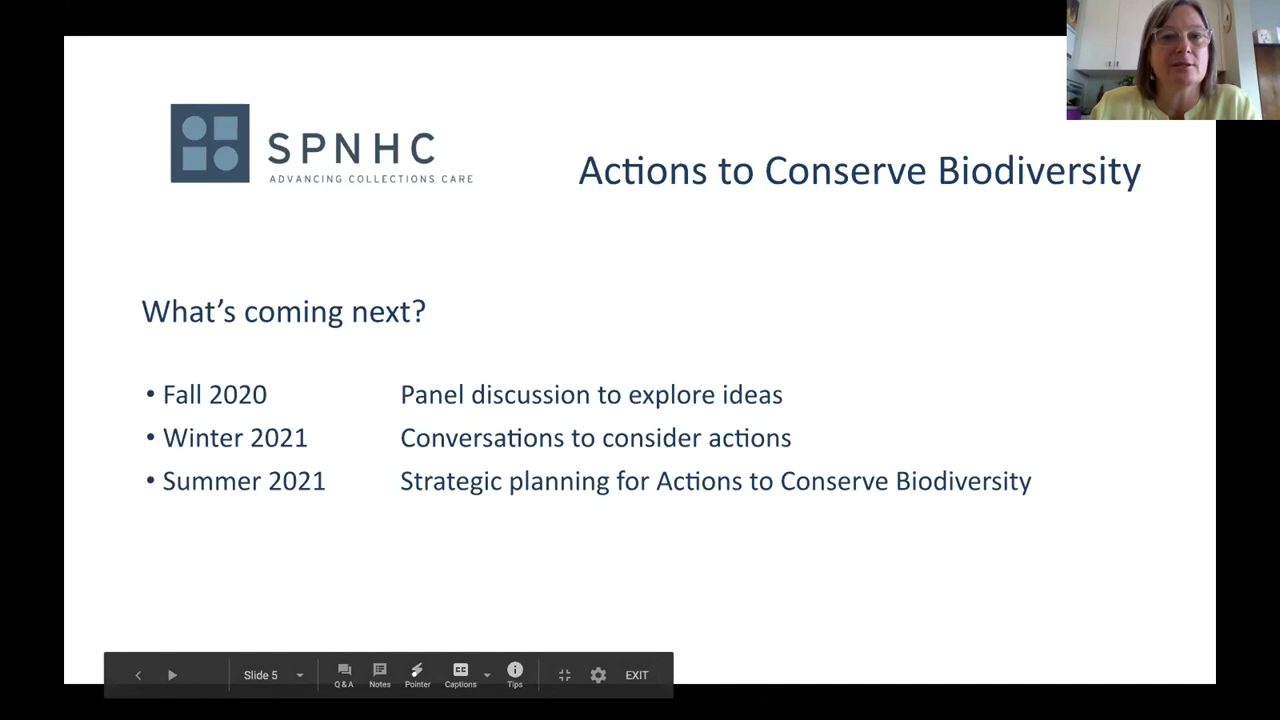 SPNHC
ADVANCING COLLECTIONS CARE
Actions to Conserve Biodiversity
What's coming next?
• Fall 2020 Panel discussion to explore ideas
• Winter 2021 Conversations to consider actions
• Summer 2021 Strategic planning for Actions to Conserve Biodiversity
Slide 5 Q&A Notes Pointer CC Captions Tips EXIT